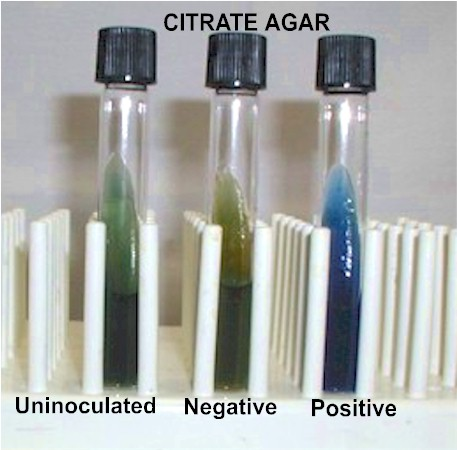 CITRATE AGAR
Uninoculated Negative Positive